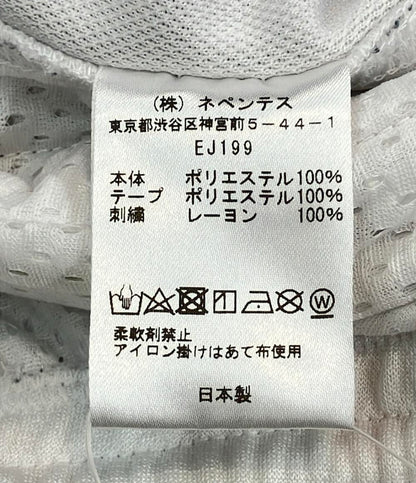 (株) ネペンテス
東京都渋谷区神宮前5-44-1
EJ199
本体 ポリエステル100%
テープ ポリエステル100%
刺繍 レーヨン 100%
W
柔軟剤禁止
アイロン掛けはあて布使用
日本製